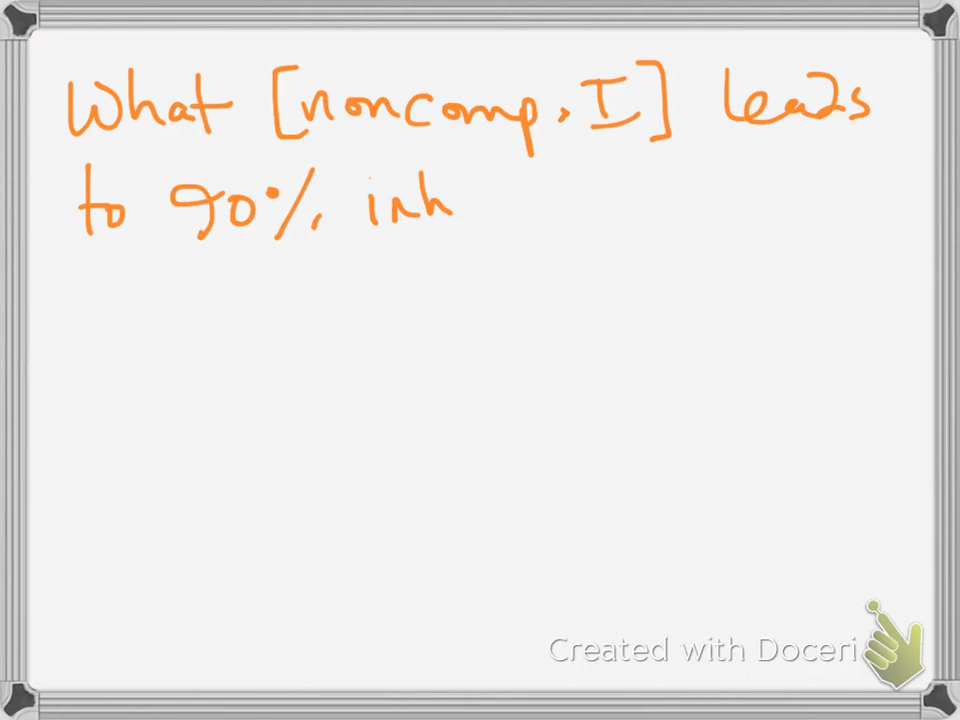 What [noncomp. I] leads
to 90% inh
Created with Doceri